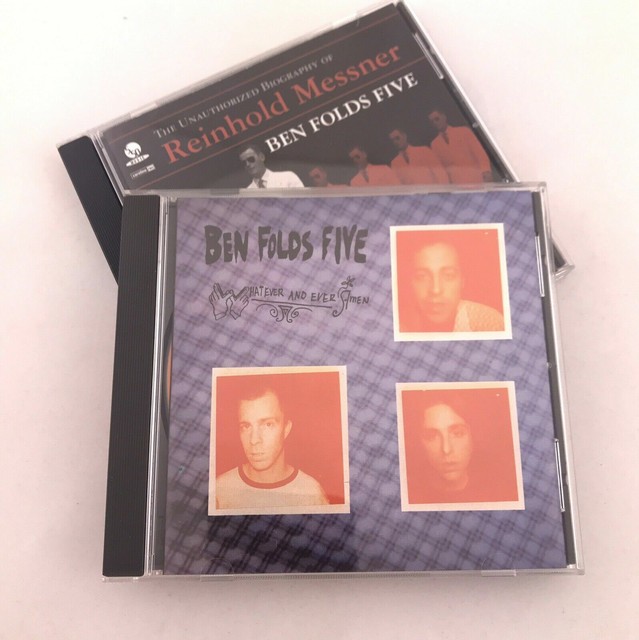 THE UNAUTHORIZED BIOGRAPHY OF
Reinhold Messner
BEN FOLDS FIVE
BEN FOLDS FIVE
WHATEVER AND EVER AMEN